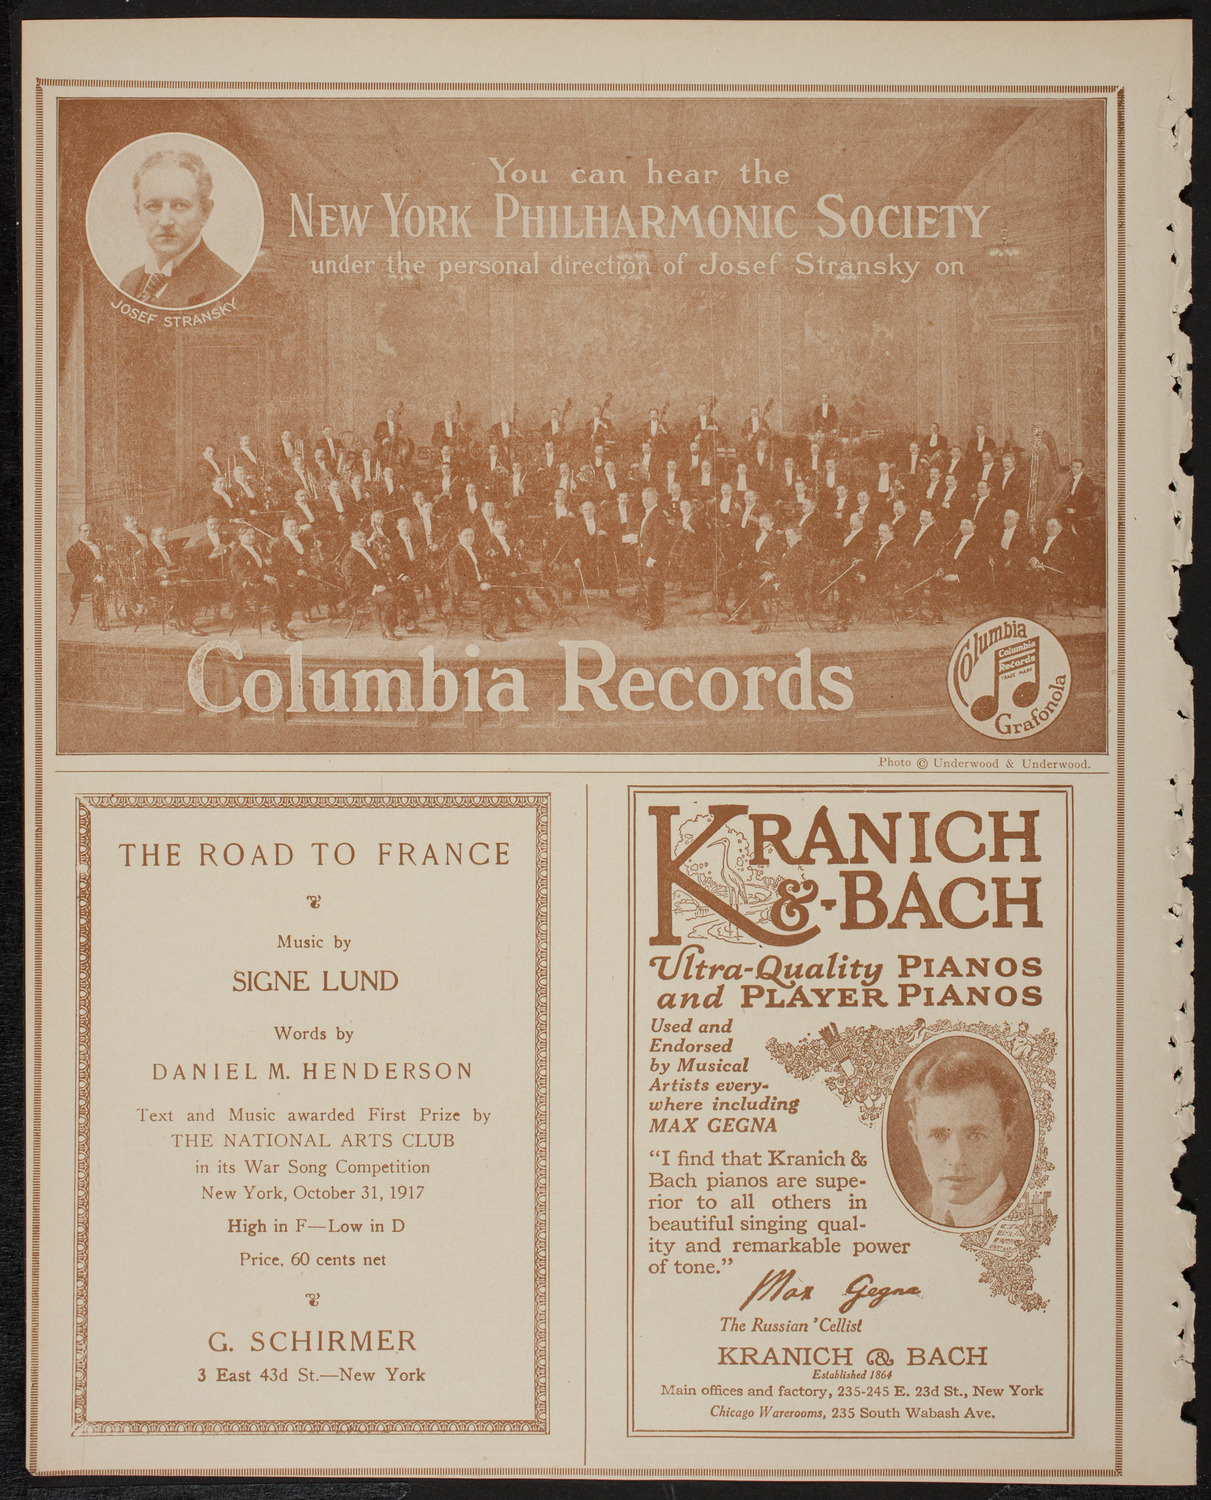 You can hear the
NEW YORK PHILHARMONIC SOCIETY
under the personal direction of Josef Stransky on
JOSEF STRANSKY
Columbia Records
Columbia
Columbia
Records
TRADE MARK
Grafonola
Photo © Underwood & Underwood.
THE ROAD TO FRANCE
Music by
SIGNE LUND
Words by
DANIEL M. HENDERSON
Text and Music awarded First Prize by
THE NATIONAL ARTS CLUB
in its War Song Competition
New York, October 31, 1917
High in F—Low in D
Price, 60 cents net
G. SCHIRMER
3 East 43d St.—New York
KRANICH
&-BACH
Ultra-Quality PIANOS
and PLAYER PIANOS
Used and
Endorsed
by Musical
Artists every-
where including
MAX GEGNA
"I find that Kranich &
Bach pianos are supe-
rior to all others in
beautiful singing qual-
ity and remarkable power
of tone."
Max Gegna
The Russian 'Cellist
KRANICH & BACH
Established 1864
Main offices and factory, 235-245 E. 23d St., New York
Chicago Warerooms, 235 South Wabash Ave.